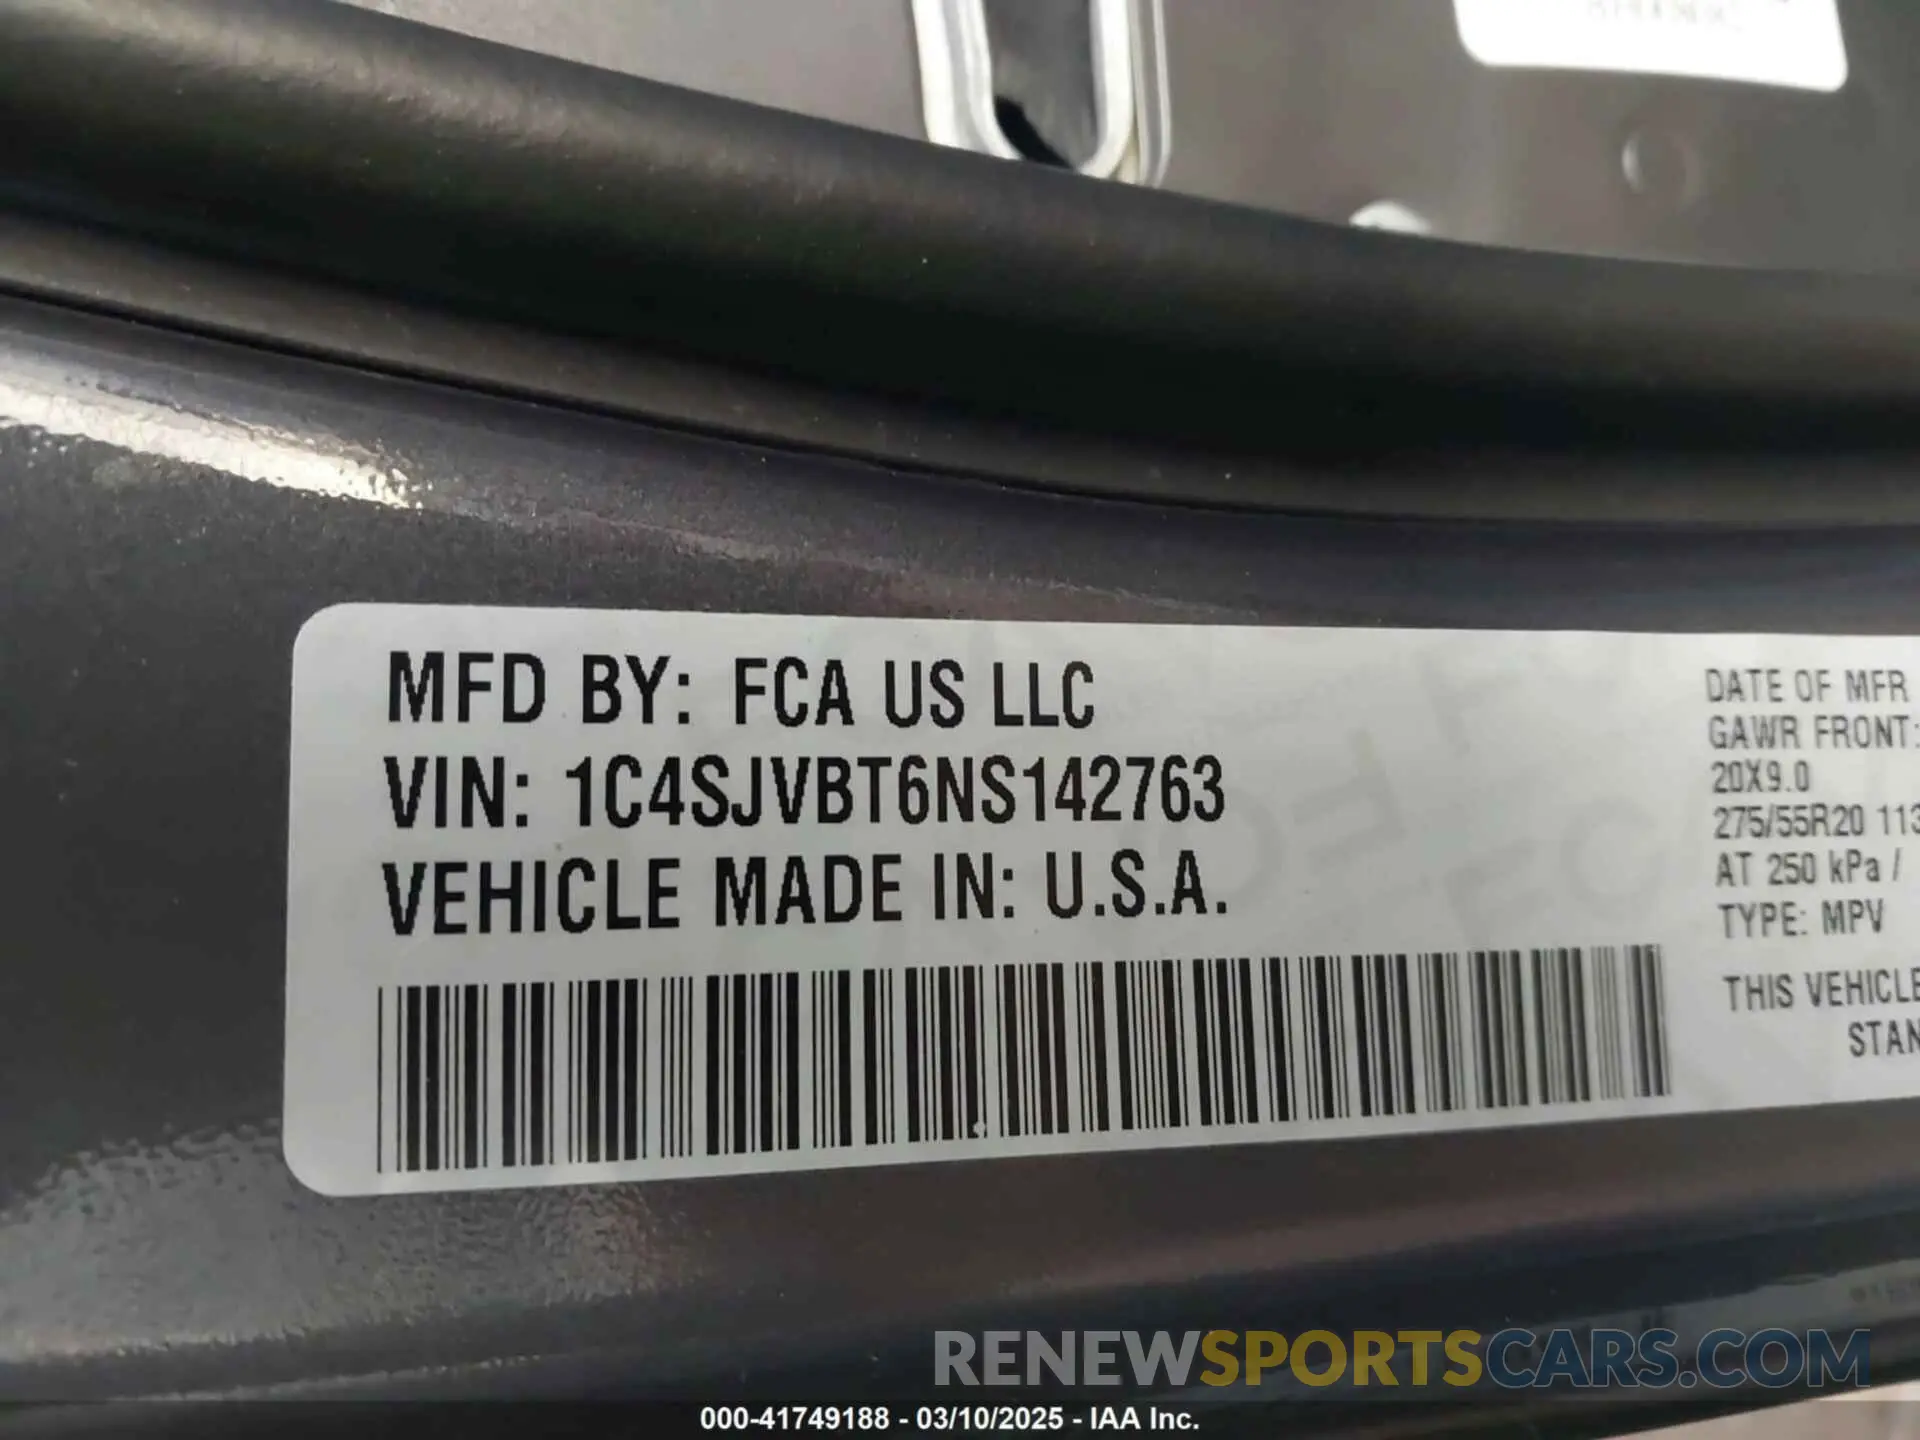 MFD BY: FCA US LLC
VIN: 1C4SJVBT6NS142763
VEHICLE MADE IN: U.S.A.
DATE OF MFR
GAWR FRONT:
20X9.0
275/55R20 113
AT 250 kPa /
TYPE: MPV
THIS VEHICLE
STAN
RENEWSPORTSCARS.COM
000-41749188 - 03/10/2025 - IAA Inc.